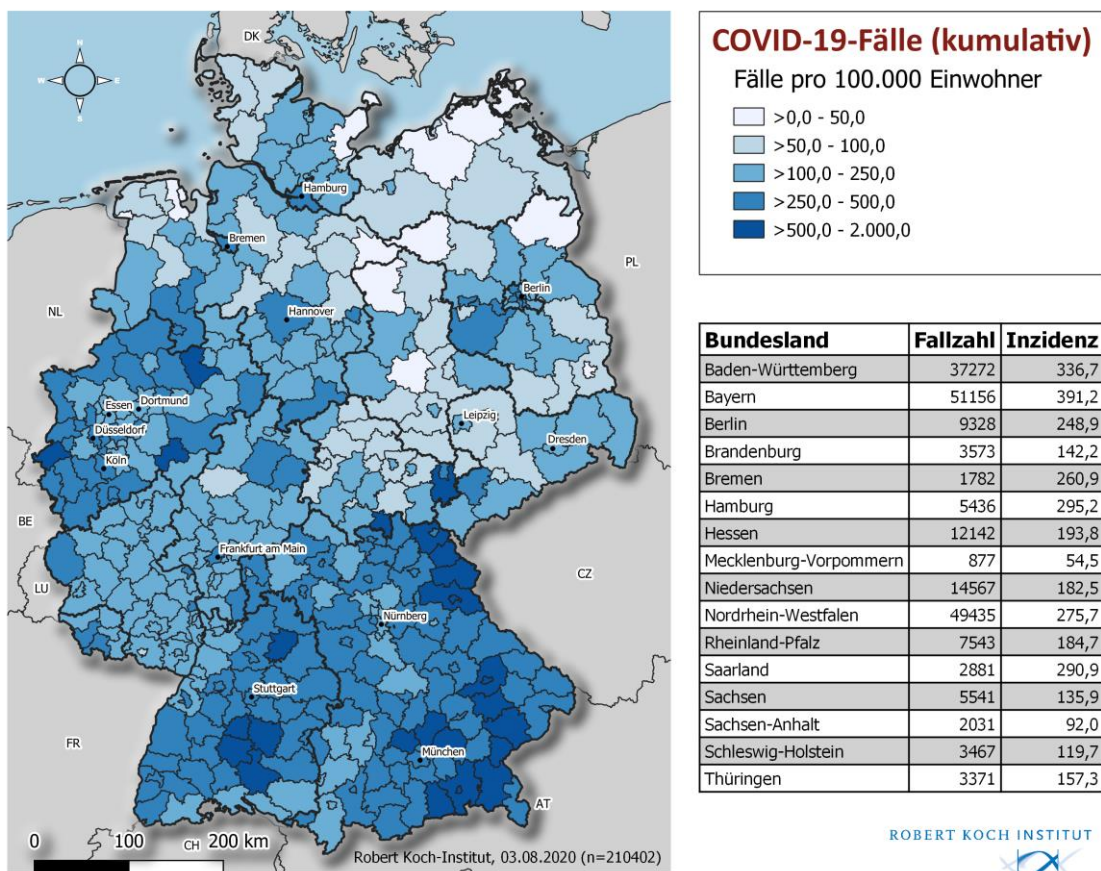 DK
N
W E
S
PL
NL
BE
LU
FR
CZ
CH
AT
Hamburg
Bremen
Berlin
Hannover
Essen
Dortmund
Düsseldorf
Köln
Leipzig
Dresden
Frankfurt am Main
Nürnberg
Stuttgart
München
0 100 200 km
Robert Koch-Institut, 03.08.2020 (n=210402)
COVID-19-Fälle (kumulativ)
Fälle pro 100.000 Einwohner
>0,0 - 50,0
>50,0 - 100,0
>100,0 - 250,0
>250,0 - 500,0
>500,0 - 2.000,0
Bundesland Fallzahl Inzidenz
Baden-Württemberg 37272 336,7
Bayern 51156 391,2
Berlin 9328 248,9
Brandenburg 3573 142,2
Bremen 1782 260,9
Hamburg 5436 295,2
Hessen 12142 193,8
Mecklenburg-Vorpommern 877 54,5
Niedersachsen 14567 182,5
Nordrhein-Westfalen 49435 275,7
Rheinland-Pfalz 7543 184,7
Saarland 2881 290,9
Sachsen 5541 135,9
Sachsen-Anhalt 2031 92,0
Schleswig-Holstein 3467 119,7
Thüringen 3371 157,3
ROBERT KOCH INSTITUT